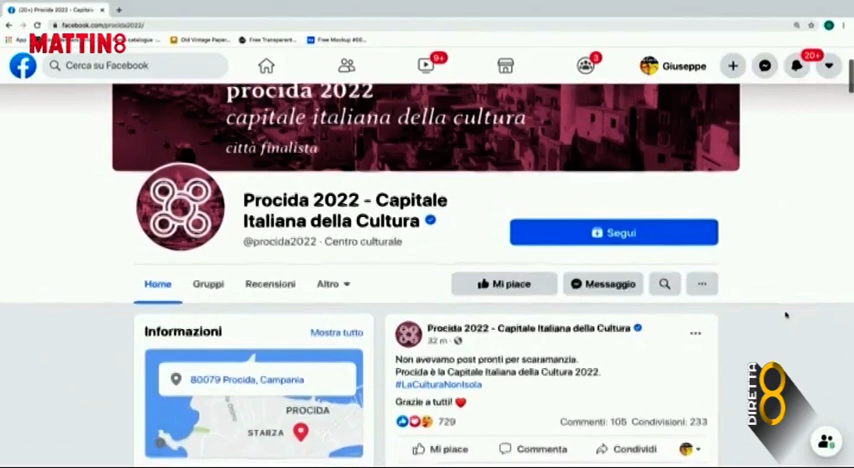 (20+) Procida 2022 - Capitale
facebook.com/procida2022/
MATTIN8
Apps
catalogue -
Old Vintage Paper...
Free Transparent...
Free Mockup #00...
Cerca su Facebook
9+
3
Giuseppe
20+
procida 2022
capitale italiana della cultura
città finalista
Procida 2022 - Capitale
Italiana della Cultura
@procida2022 · Centro culturale
Segui
Home
Gruppi
Recensioni
Altro
Mi piace
Messaggio
Informazioni
Mostra tutto
80079 Procida, Campania
PROCIDA
STARZA
Procida 2022 - Capitale Italiana della Cultura
32 m ·
Non avevamo post pronti per scaramanzia.
Procida è la Capitale Italiana della Cultura 2022.
#LaCulturaNonIsola
Grazie a tutti!
729
Commenti: 105 Condivisioni: 233
Mi piace
Commenta
Condividi
DIRETTA
8